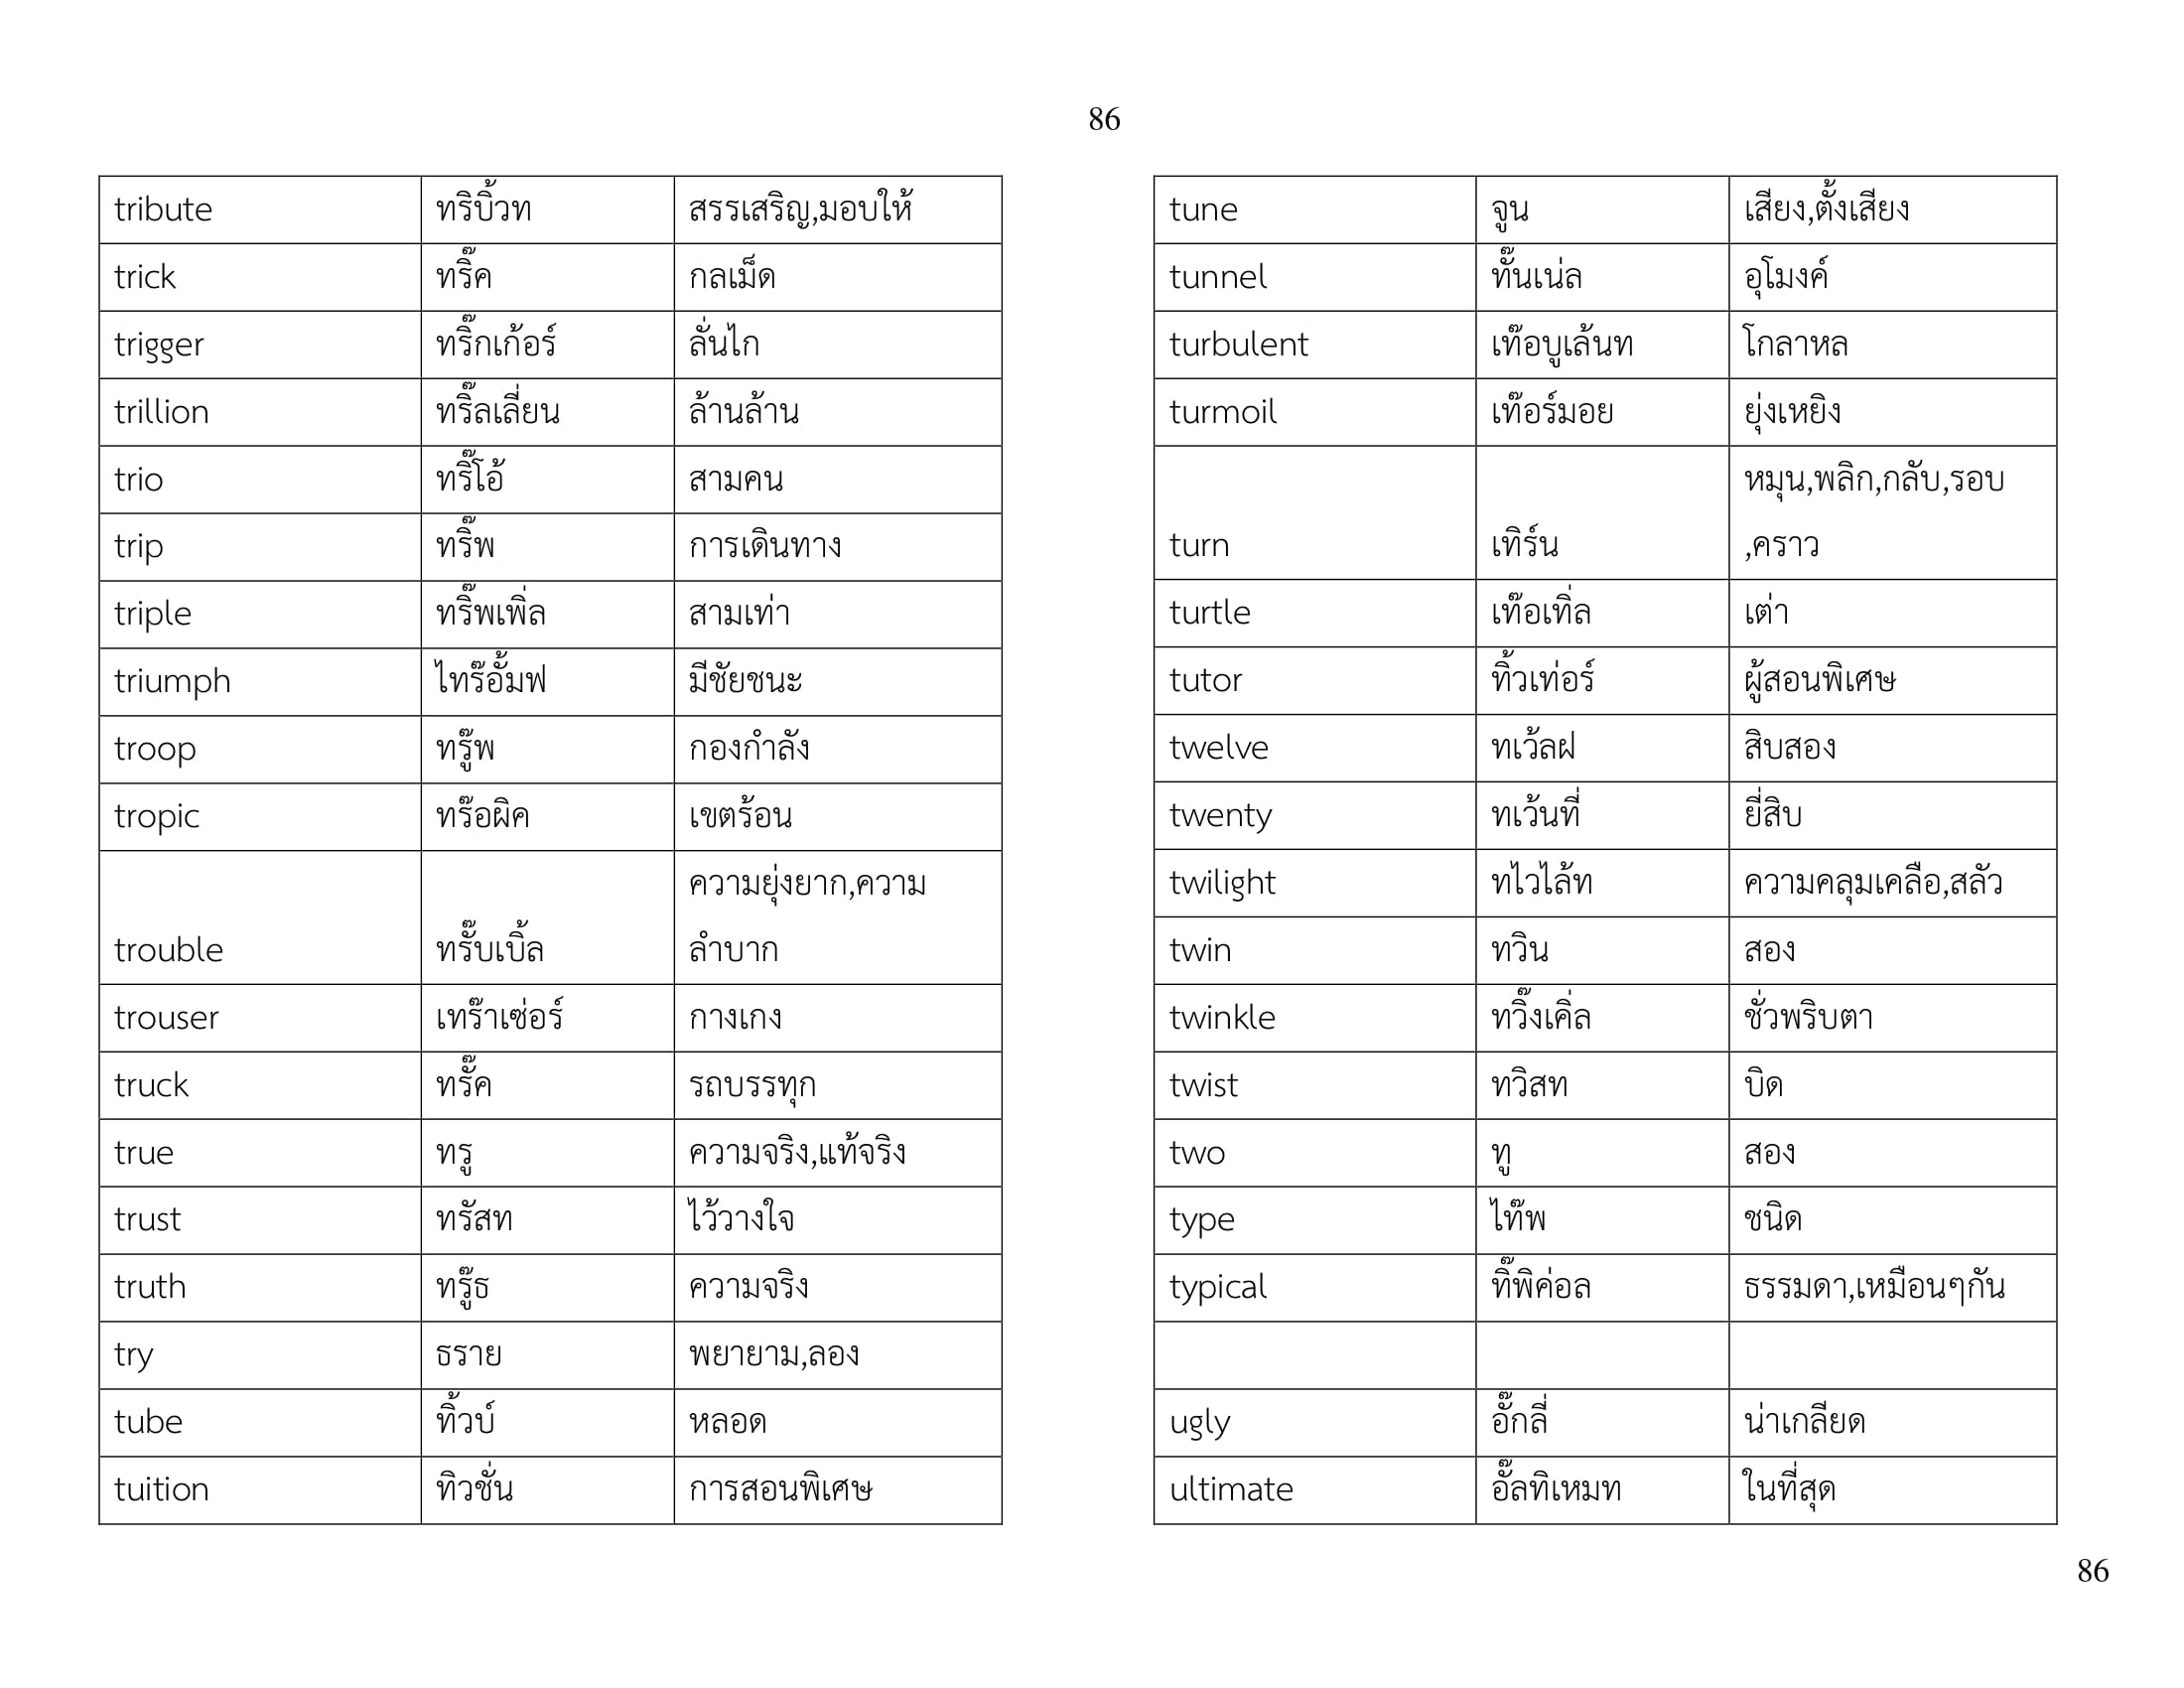 86
tribute ทริบิ้วท สรรเสริญ,มอบให้
trick ทริ๊ค กลเม็ด
trigger ทริ๊กเก้อร์ ลั่นไก
trillion ทริ๊ลเลี่ยน ล้านล้าน
trio ทริ๊โอ้ สามคน
trip ทริ๊พ การเดินทาง
triple ทริ๊พเพิ่ล สามเท่า
triumph ไทร๊อั้มฟ มีชัยชนะ
troop ทรู๊พ กองกำลัง
tropic ทร๊อผิค เขตร้อน
ความยุ่งยาก,ความ
trouble ทรั๊บเบิ้ล ลำบาก
trouser เทร๊าเซ่อร์ กางเกง
truck ทรั๊ค รถบรรทุก
true ทรู ความจริง,แท้จริง
trust ทรัสท ไว้วางใจ
truth ทรู๊ธ ความจริง
try ธราย พยายาม,ลอง
tube ทิ้วบ์ หลอด
tuition ทิวชั่น การสอนพิเศษ
tune จูน เสียง,ตั้งเสียง
tunnel ทั๊นเน่ล อุโมงค์
turbulent เท๊อบูเล้นท โกลาหล
turmoil เท๊อร์มอย ยุ่งเหยิง
หมุน,พลิก,กลับ,รอบ
turn เทิร์น ,คราว
turtle เท๊อเทิ่ล เต่า
tutor ทิ้วเท่อร์ ผู้สอนพิเศษ
twelve ทเว้ลฝ สิบสอง
twenty ทเว้นที่ ยี่สิบ
twilight ทไวไล้ท ความคลุมเคลือ,สลัว
twin ทวิน สอง
twinkle ทวิ๊งเคิ่ล ชั่วพริบตา
twist ทวิสท บิด
two ทู สอง
type ไท๊พ ชนิด
typical ทิ๊พิค่อล ธรรมดา,เหมือนๆกัน
ugly อั๊กลี่ น่าเกลียด
ultimate อั๊ลทิเหมท ในที่สุด
86